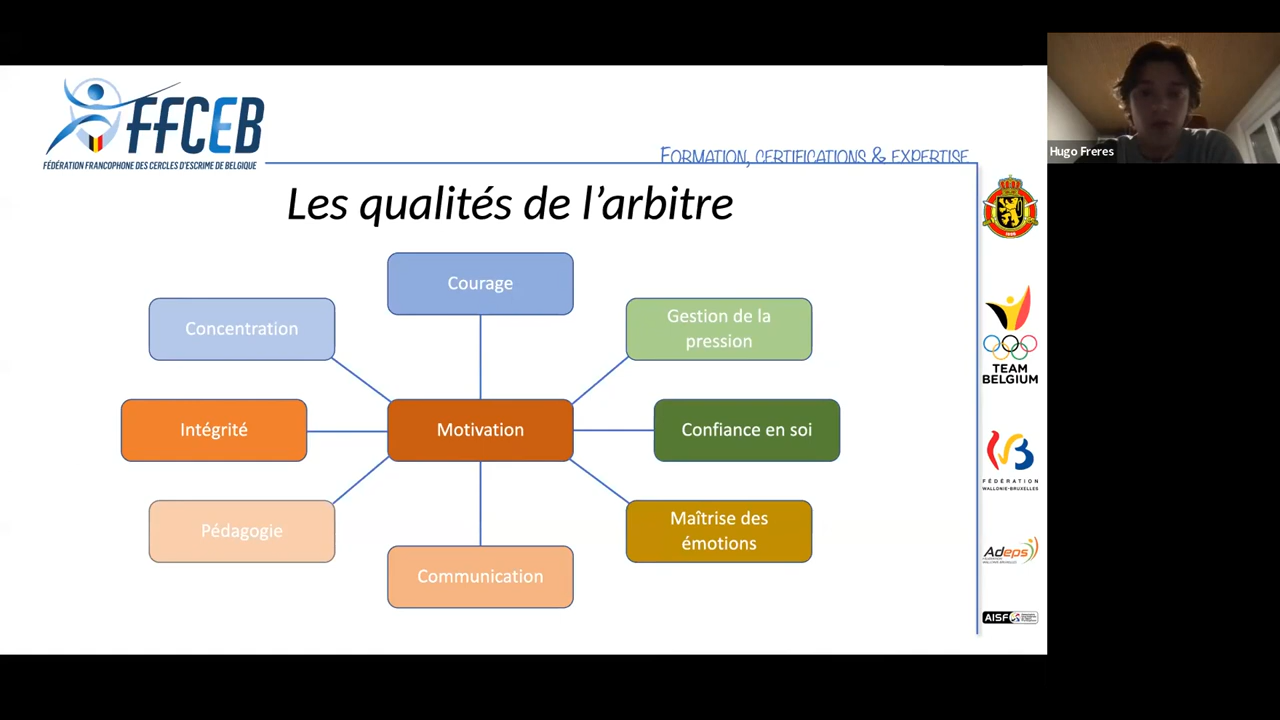 FFCEB
FÉDÉRATION FRANCOPHONE DES CERCLES D'ESCRIME DE BELGIQUE
FORMATION, CERTIFICATIONS & EXPERTISE
Hugo Freres
Les qualités de l'arbitre
Courage
Concentration
Gestion de la
pression
Intégrité
Motivation
Confiance en soi
Pédagogie
Maîtrise des
émotions
Communication
TEAM
BELGIUM
FÉDÉRATION
WALLONIE-BRUXELLES
Adeps
AISF